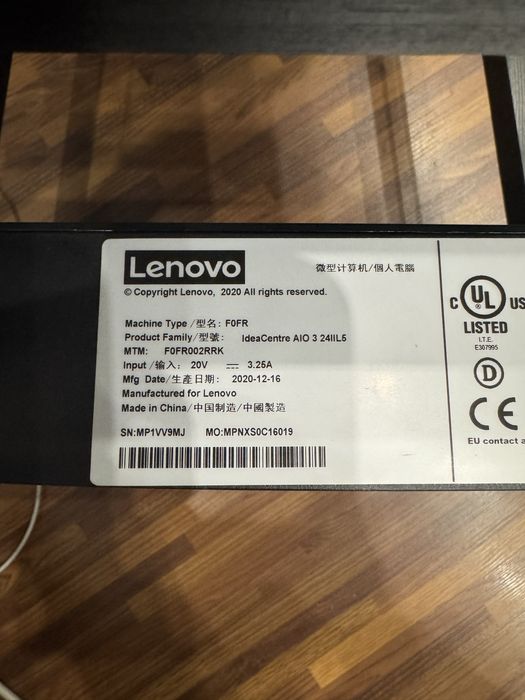 Lenovo
微型计算机/個人電腦
© Copyright Lenovo, 2020 All rights reserved.
Machine Type /型名: F0FR
Product Family/型號: IdeaCentre AIO 3 24IIL5
MTM: F0FR002RRK
Input /输入: 20V ⎓ 3.25A
Mfg Date/生產日期: 2020-12-16
Manufactured for Lenovo
Made in China/中国制造/中國製造
SN:MP1VV9MJ MO:MPNXS0C16019
C UL US
LISTED
I.T.E.
E307995
D
CE
EU contact